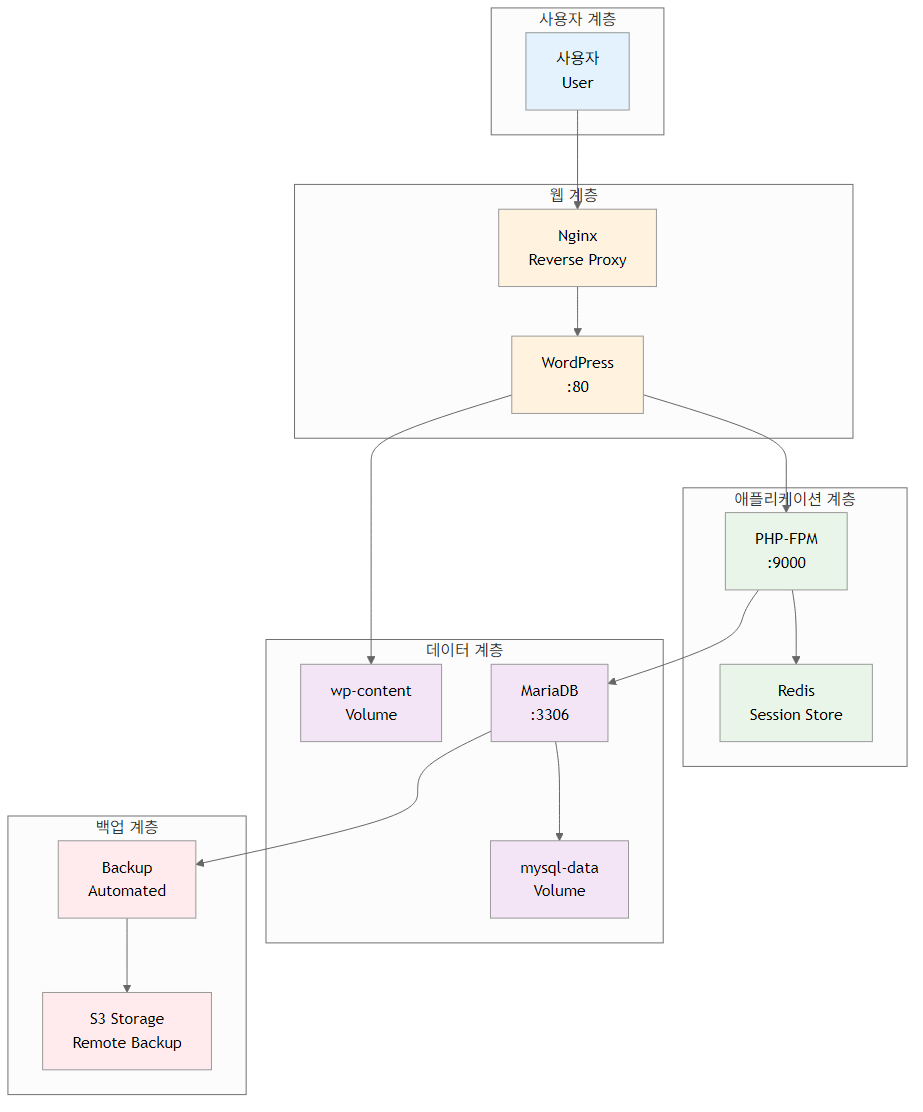 사용자 계층
사용자
User
웹 계층
Nginx
Reverse Proxy
WordPress
:80
애플리케이션 계층
PHP-FPM
:9000
Redis
Session Store
데이터 계층
wp-content
Volume
MariaDB
:3306
mysql-data
Volume
백업 계층
Backup
Automated
S3 Storage
Remote Backup